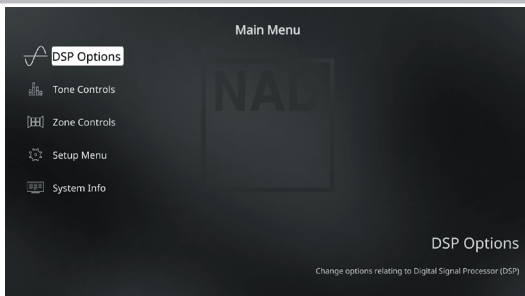 Main Menu
NAD
DSP Options
Tone Controls
Zone Controls
Setup Menu
System Info
DSP Options
Change options relating to Digital Signal Processor (DSP)